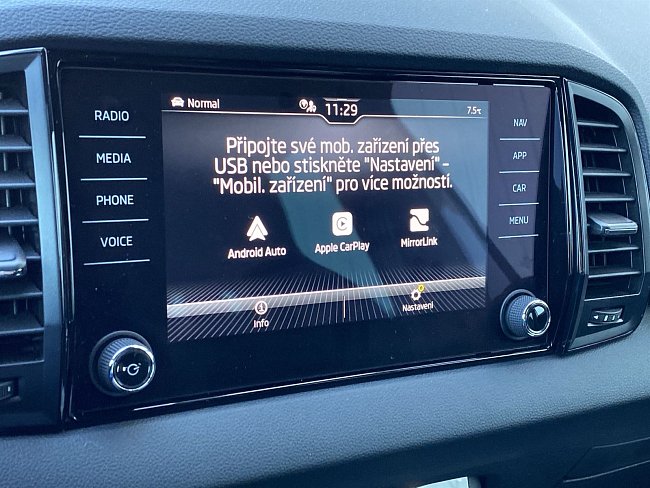 Normal 11:29 7.5°C
RADIO
MEDIA
PHONE
VOICE
Připojte své mob. zařízení přes
USB nebo stiskněte "Nastavení" -
"Mobil. zařízení" pro více možností.
Android Auto Apple CarPlay MirrorLink
Info Nastavení
NAV
APP
CAR
MENU